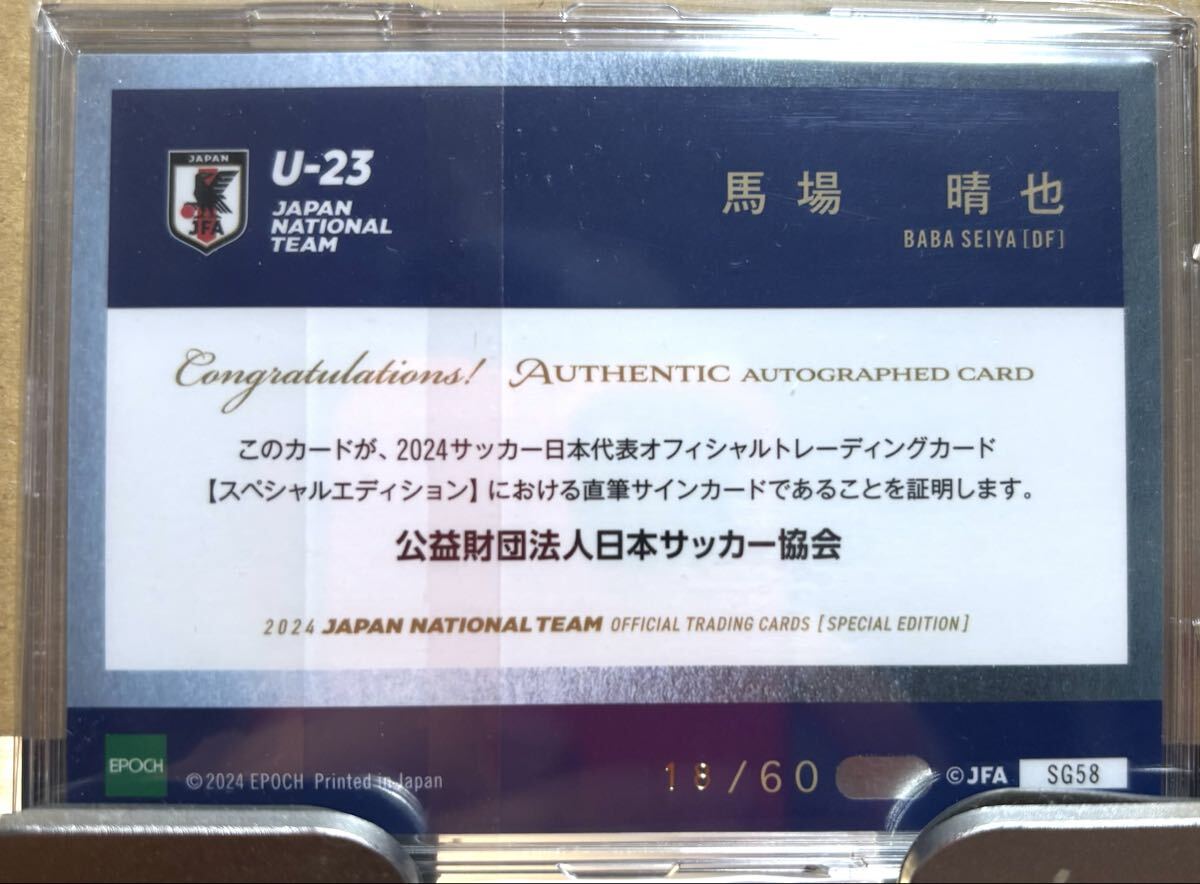 JAPAN
JFA
U-23
JAPAN
NATIONAL
TEAM
馬場 晴也
BABA SEIYA [DF]
Congratulations! AUTHENTIC AUTOGRAPHED CARD
このカードが、2024サッカー日本代表オフィシャルトレーディングカード
【スペシャルエディション】における直筆サインカードであることを証明します。
公益財団法人日本サッカー協会
2024 JAPAN NATIONAL TEAM OFFICIAL TRADING CARDS [SPECIAL EDITION]
EPOCH
©2024 EPOCH Printed in Japan
18/60
©JFA
SG58